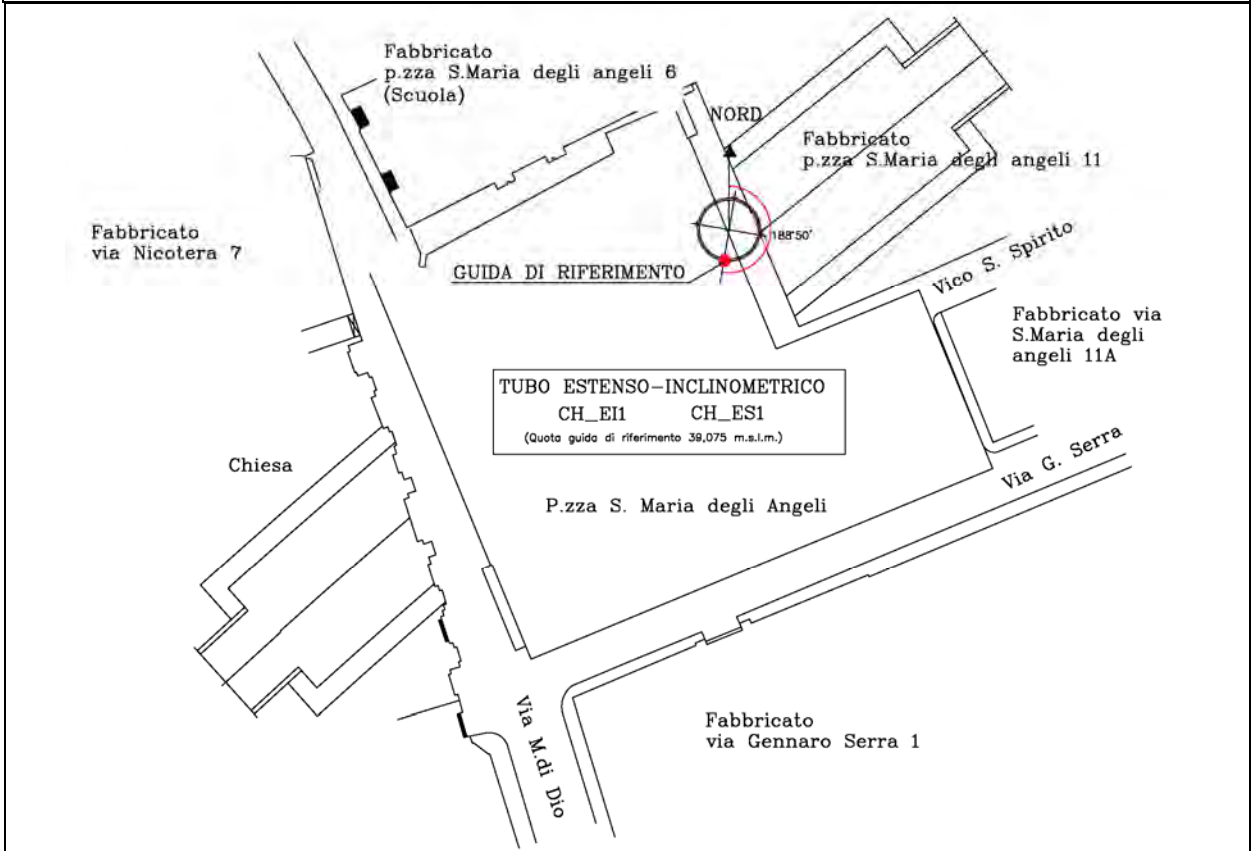 Fabbricato
p.zza S.Maria degli angeli 6
(Scuola)
NORD
Fabbricato
p.zza S.Maria degli angeli 11
188°50'
Fabbricato
via Nicotera 7
GUIDA DI RIFERIMENTO
Vico S. Spirito
Fabbricato via
S.Maria degli
angeli 11A
TUBO ESTENSO-INCLINOMETRICO
CH_EI1 CH_ES1
(Quota guida di riferimento 39,075 m.s.l.m.)
Chiesa
Via G. Serra
P.zza S. Maria degli Angeli
Via M.di Dio
Fabbricato
via Gennaro Serra 1